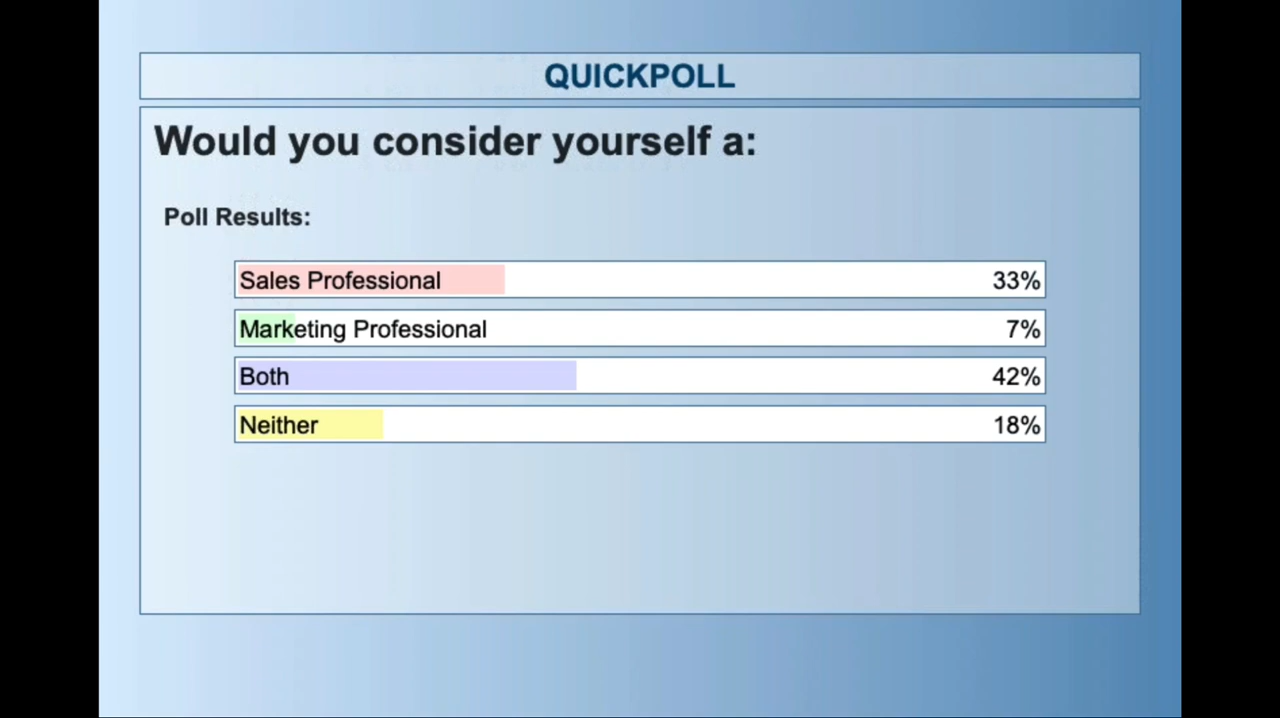 QUICKPOLL
Would you consider yourself a:
Poll Results:
Sales Professional 33%
Marketing Professional 7%
Both 42%
Neither 18%